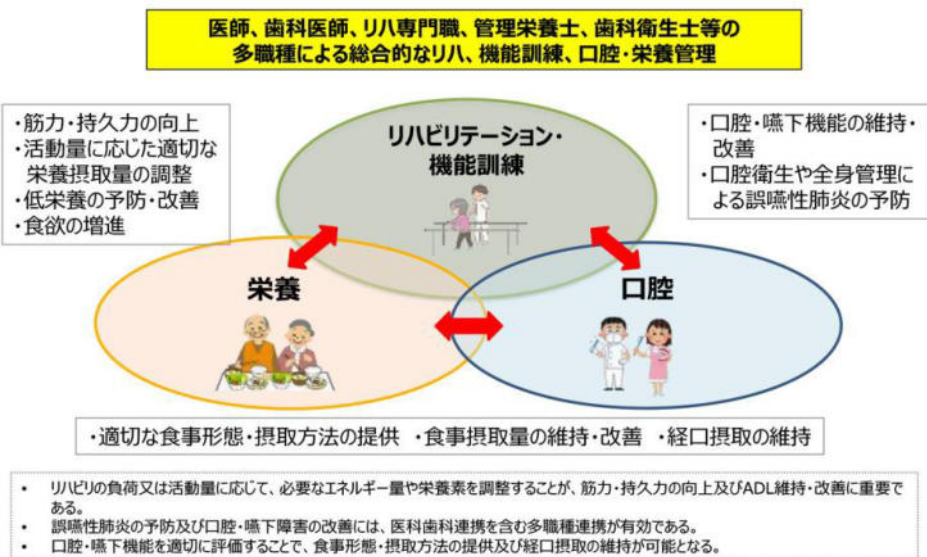 医師、歯科医師、リハ専門職、管理栄養士、歯科衛生士等の
多職種による総合的なリハ、機能訓練、口腔・栄養管理
・筋力・持久力の向上
・活動量に応じた適切な
栄養摂取量の調整
・低栄養の予防・改善
・食欲の増進
リハビリテーション・
機能訓練
・口腔・嚥下機能の維持・
改善
・口腔衛生や全身管理に
よる誤嚥性肺炎の予防
栄養
口腔
・適切な食事形態・摂取方法の提供 ・食事摂取量の維持・改善 ・経口摂取の維持
• リハビリの負荷又は活動量に応じて、必要なエネルギー量や栄養素を調整することが、筋力・持久力の向上及びADL維持・改善に重要で
ある。
• 誤嚥性肺炎の予防及び口腔・嚥下障害の改善には、医科歯科連携を含む多職種連携が有効である。
• 口腔・嚥下機能を適切に評価することで、食事形態・摂取方法の提供及び経口摂取の維持が可能となる。